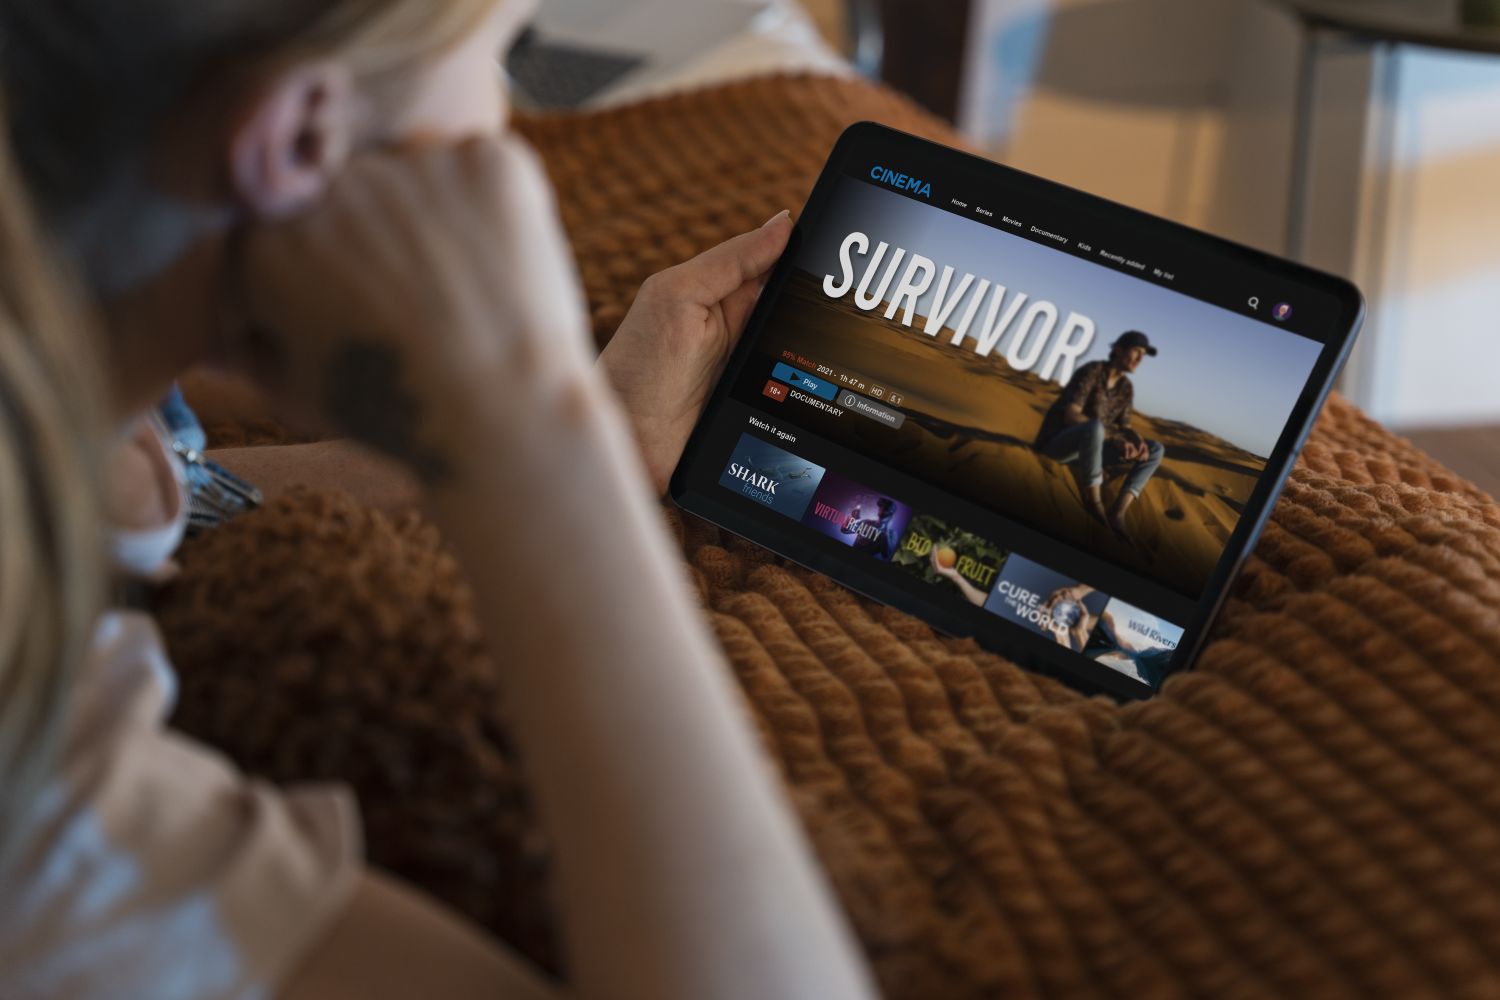 CINEMA
Home Series Movies Documentary Kids Recently added My list
SURVIVOR
95% Match 2021 - 1h 47 m HD 5.1
Play Information
18+ DOCUMENTARY
Watch it again
SHARK
friends
VIRTUAL REALITY
BIO
FRUIT
CURE
THE
WORLD
Wild Rivers